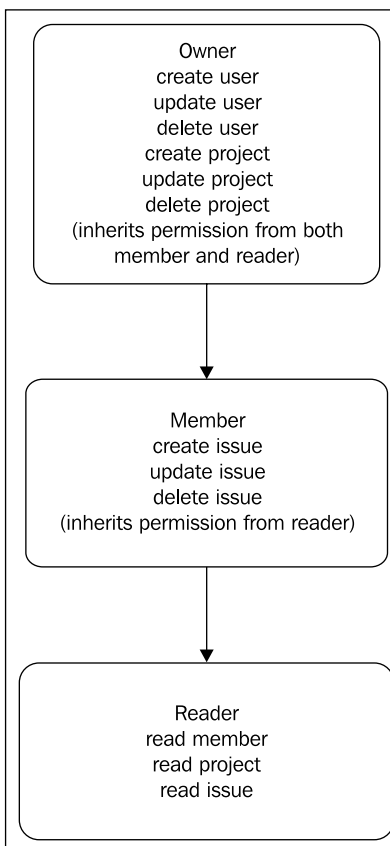 Owner
create user
update user
delete user
create project
update project
delete project
(inherits permission from both
member and reader)
Member
create issue
update issue
delete issue
(inherits permission from reader)
Reader
read member
read project
read issue